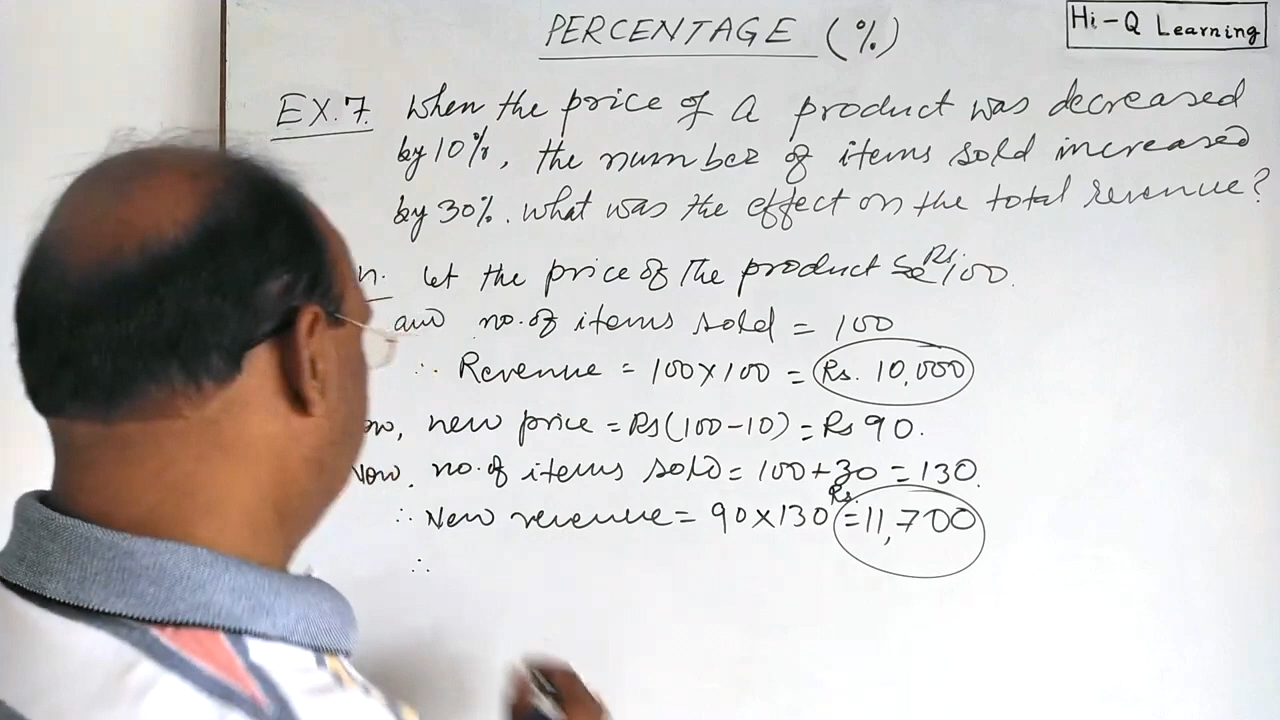 PERCENTAGE (%)
Hi-Q Learning
EX.7. When the price of a product was decreased
by 10%, the number of items sold increased
by 30%. What was the effect on the total revenue?
n. Let the price of the product be Rs.100.
and no. of items sold = 100
∴ Revenue = 100×100 = Rs. 10,000
ow, new price = Rs(100-10) = Rs 90.
Now, no. of items sold = 100+30 = 130.
∴ New revenue = 90×130 = Rs. 11,700
∴